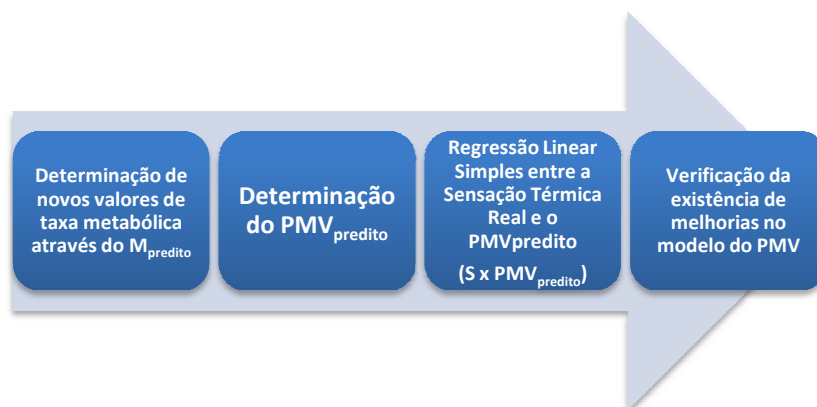 Determinação de
novos valores de
taxa metabólica
através do Mpredito
Determinação
do PMVpredito
Regressão Linear
Simples entre a
Sensação Térmica
Real e o
PMVpredito
(S x PMVpredito)
Verificação da
existência de
melhorias no
modelo do PMV